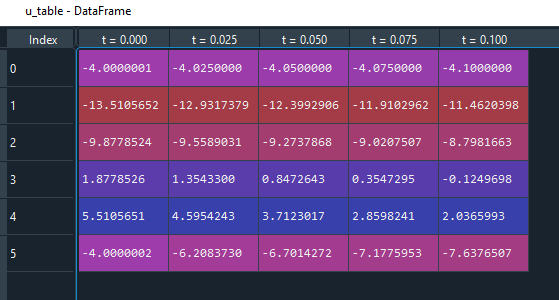 u_table - DataFrame
Index t = 0.000 t = 0.025 t = 0.050 t = 0.075 t = 0.100
0 -4.0000001 -4.0250000 -4.0500000 -4.0750000 -4.1000000
1 -13.5105652 -12.9317379 -12.3992906 -11.9102962 -11.4620398
2 -9.8778524 -9.5589031 -9.2737868 -9.0207507 -8.7981663
3 1.8778526 1.3543300 0.8472643 0.3547295 -0.1249698
4 5.5105651 4.5954243 3.7123017 2.8598241 2.0365993
5 -4.0000002 -6.2083730 -6.7014272 -7.1775953 -7.6376507